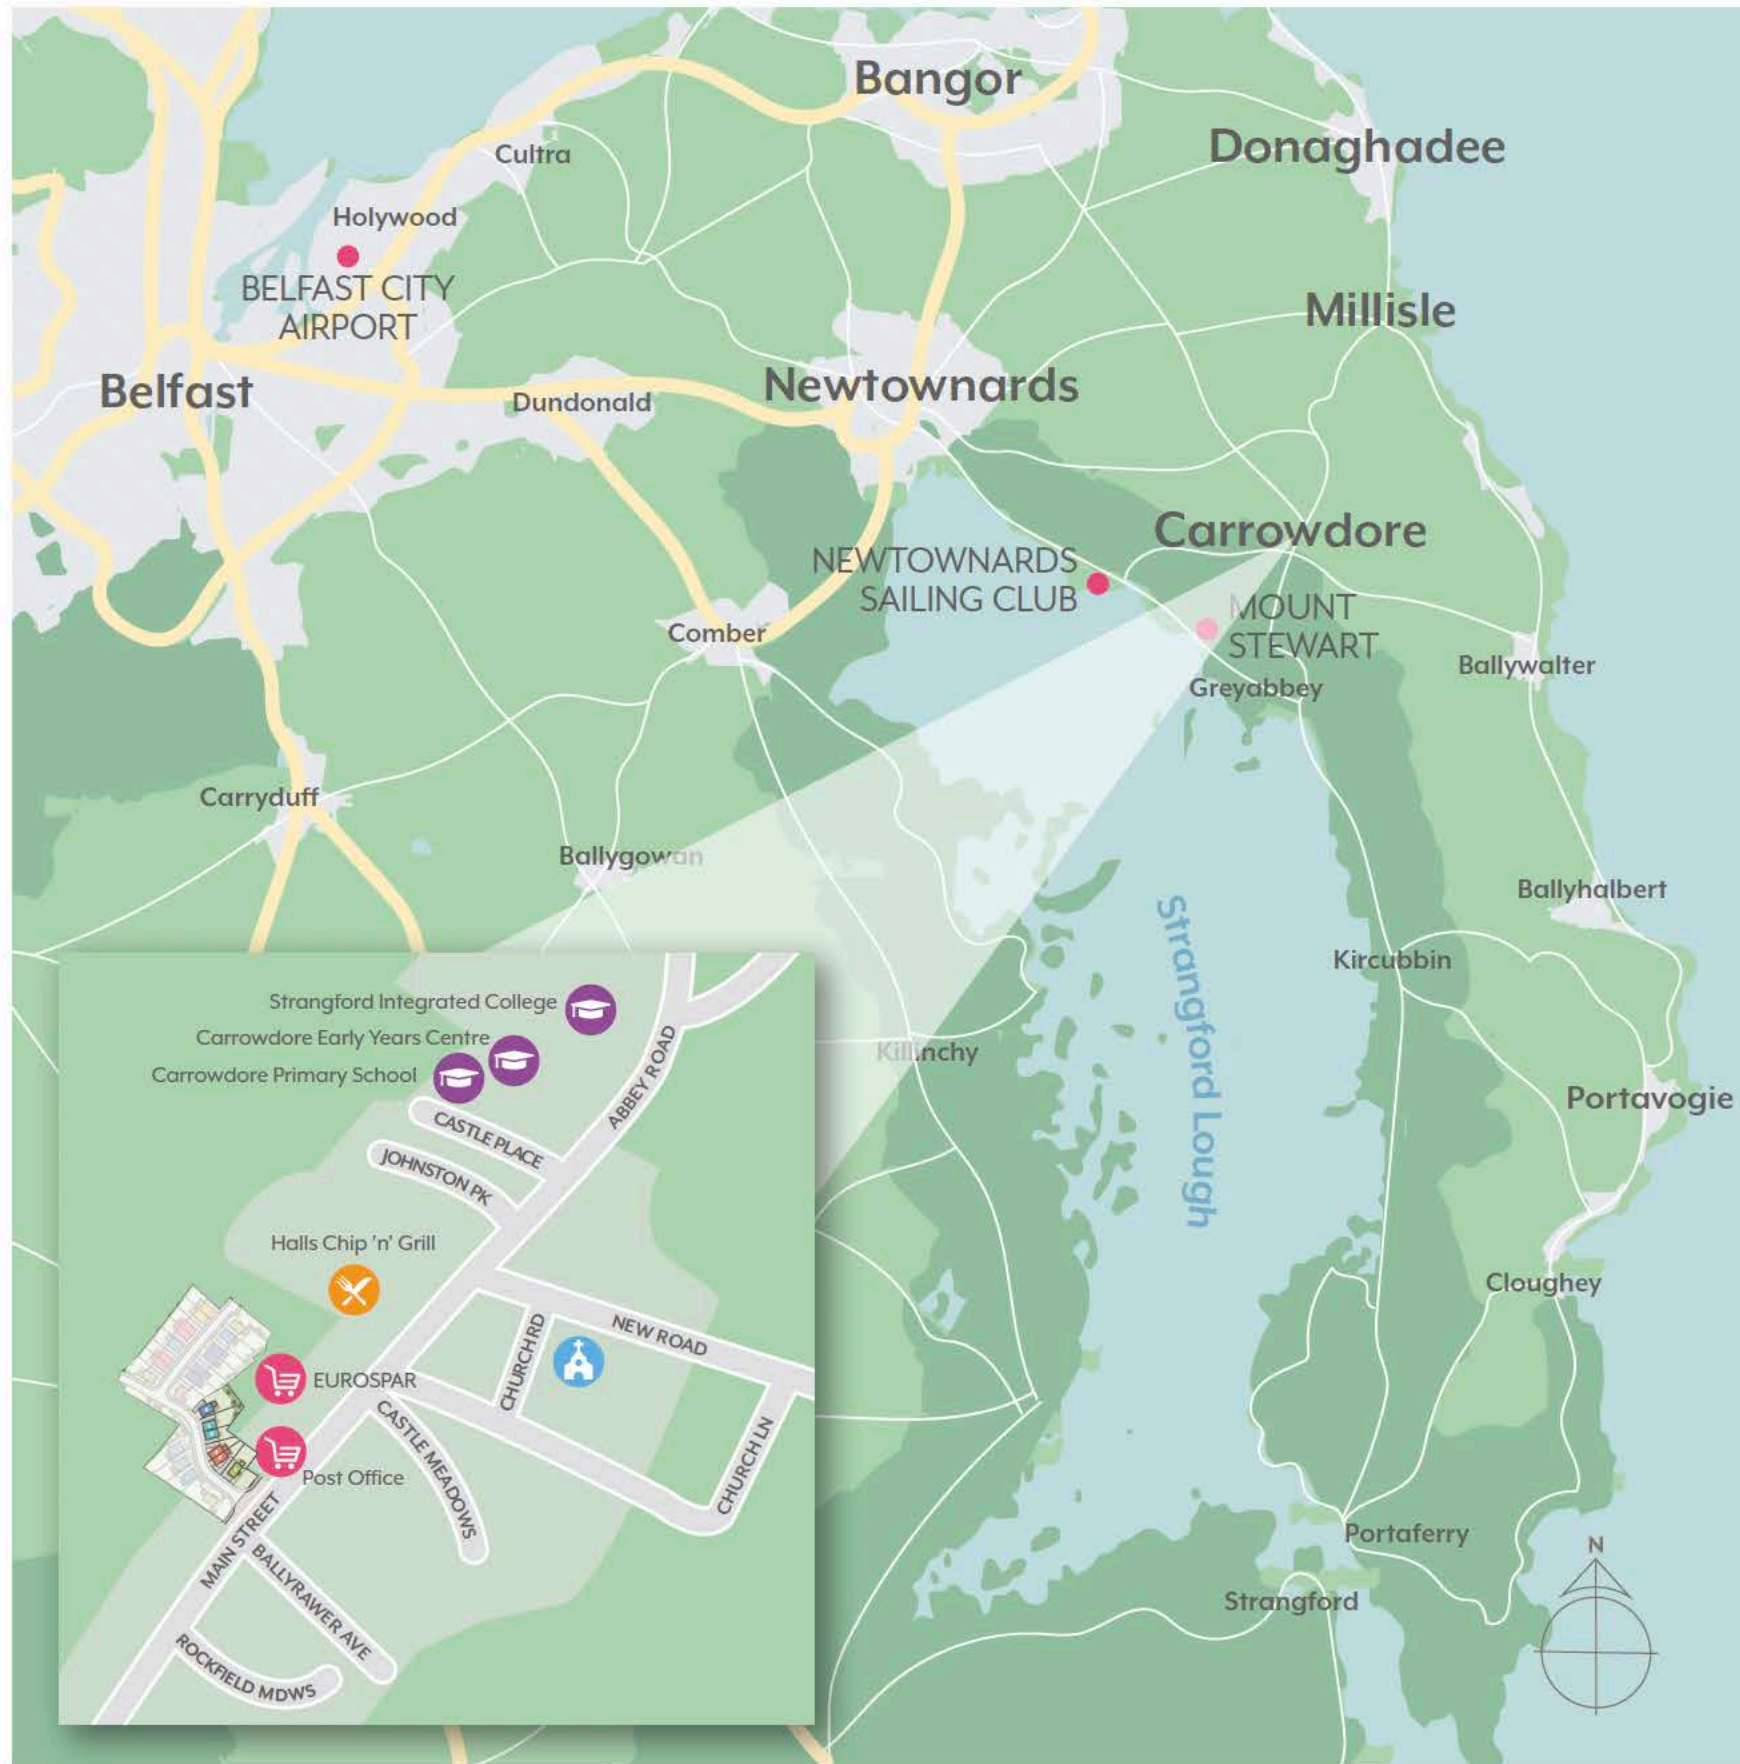 Bangor
Donaghadee
Cultra
Holywood
BELFAST CITY
AIRPORT
Millisle
Belfast
Dundonald
Newtownards
Carrowdore
NEWTOWNARDS
SAILING CLUB
MOUNT
STEWART
Comber
Greyabbey
Ballywalter
Carryduff
Ballygowan
Ballyhalbert
Strangford Lough
Kircubbin
Killinchy
Portavogie
Cloughey
Portaferry
Strangford
N
Strangford Integrated College
Carrowdore Early Years Centre
Carrowdore Primary School
ABBEY ROAD
CASTLE PLACE
JOHNSTON PK
Halls Chip 'n' Grill
NEW ROAD
CHURCH RD
EUROSPAR
CASTLE MEADOWS
CHURCH LN
Post Office
MAIN STREET
BALLYRAWER AVE
ROCKFIELD MDWS